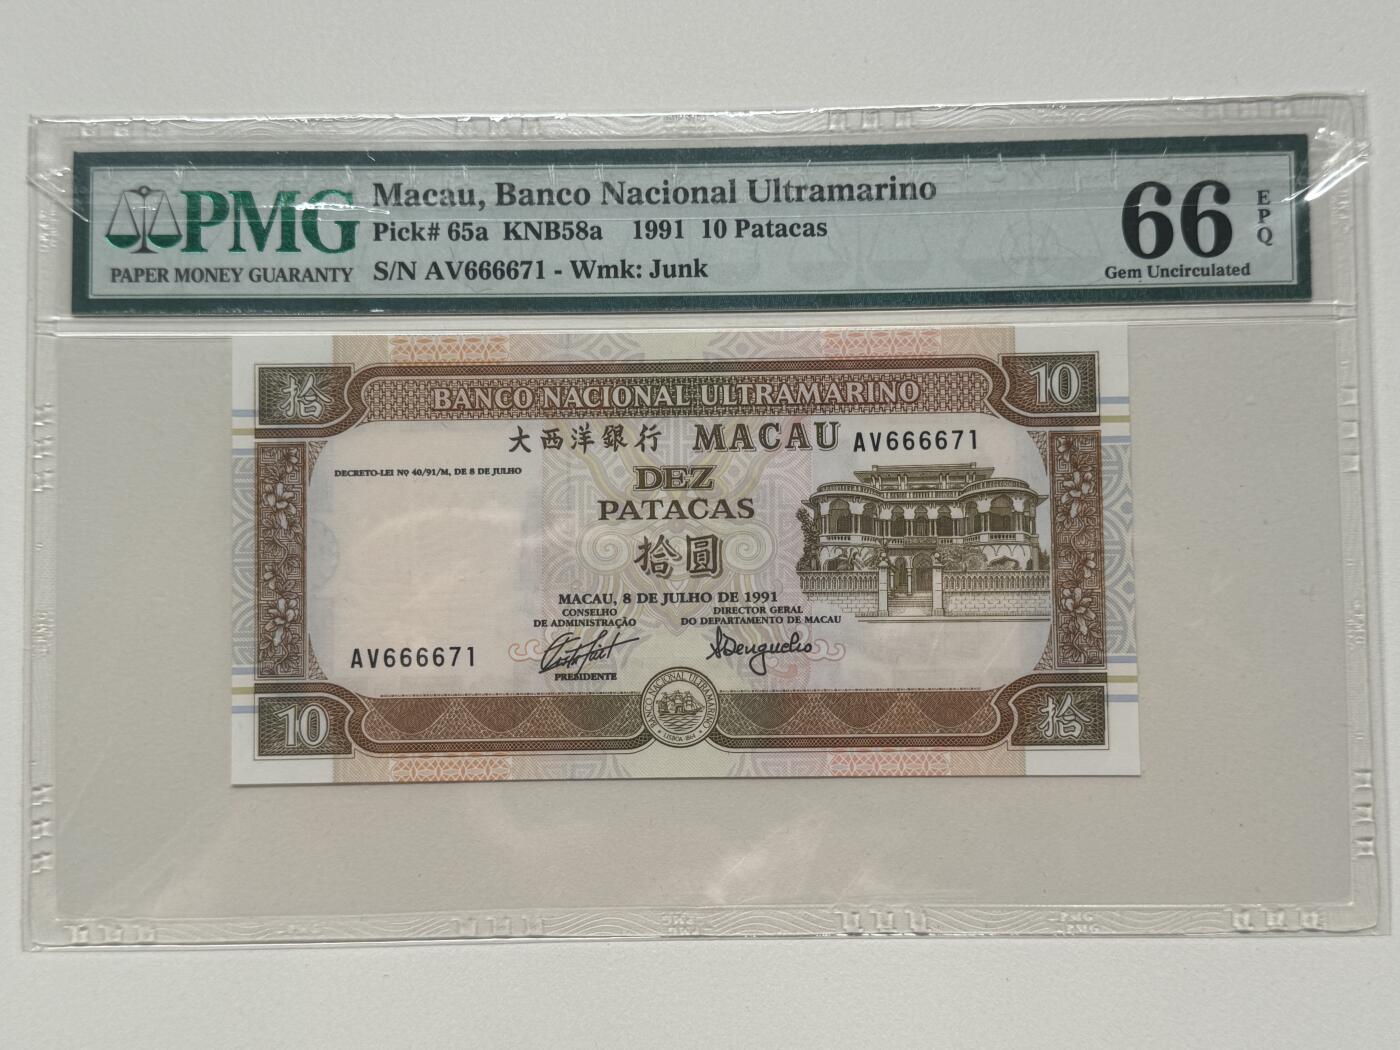 PMG
PAPER MONEY GUARANTY
Macau, Banco Nacional Ultramarino
Pick# 65a KNB58a 1991 10 Patacas
S/N AV666671 - Wmk: Junk
66 EPQ
Gem Uncirculated
拾
10
BANCO NACIONAL ULTRAMARINO
大西洋銀行 MACAU AV666671
DECRETO-LEI Nº 40/91/M, DE 8 DE JULHO
DEZ
PATACAS
拾圓
MACAU, 8 DE JULHO DE 1991
CONSELHO
DE ADMINISTRAÇÃO
DIRECTOR GERAL
DO DEPARTAMENTO DE MACAU
AV666671
PRESIDENTE
BANCO NACIONAL ULTRAMARINO
LISBOA 1864
10
拾